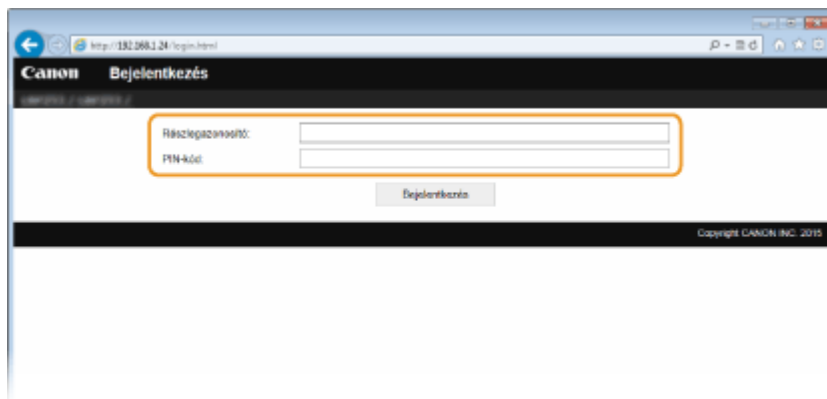 http://192.168.1.24/login.html
Canon Bejelentkezés
Részlegazonosító:
PIN-kód:
Bejelentkezés
Copyright CANON INC. 2015